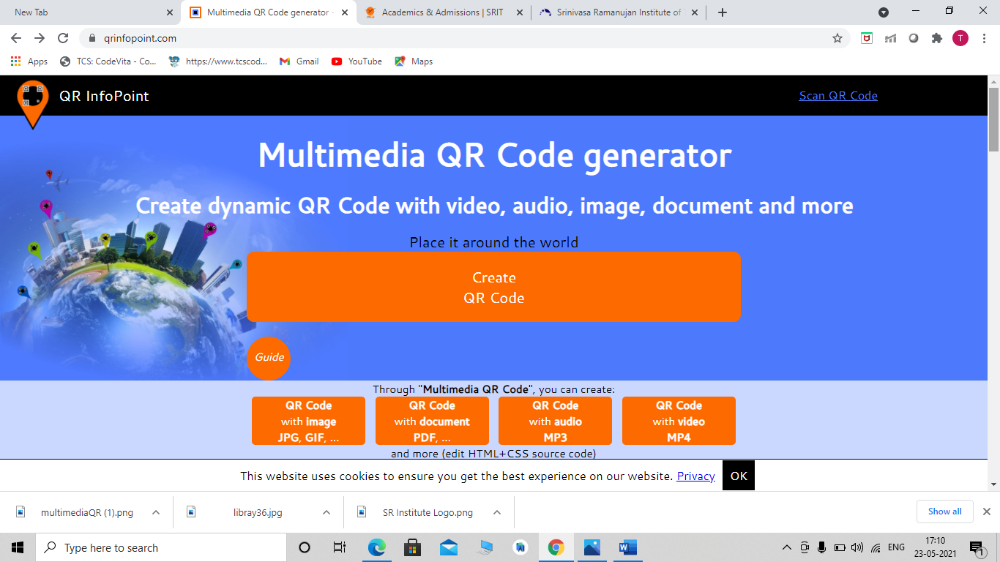 New Tab
Multimedia QR Code generator -
Academics & Admissions | SRIT
Srinivasa Ramanujan Institute of
qrinfopoint.com
T
Apps
TCS: CodeVita - Co...
https://www.tcscod...
Gmail
YouTube
Maps
QR InfoPoint
Scan QR Code
Multimedia QR Code generator
Create dynamic QR Code with video, audio, image, document and more
Place it around the world
Create
QR Code
Guide
Through "Multimedia QR Code", you can create:
QR Code
with image
JPG, GIF, ...
QR Code
with document
PDF, ...
QR Code
with audio
MP3
QR Code
with video
MP4
and more (edit HTML+CSS source code)
This website uses cookies to ensure you get the best experience on our website. Privacy OK
multimediaQR (1).png
libray36.jpg
SR Institute Logo.png
Show all
Type here to search
ENG
17:10
23-05-2021
1